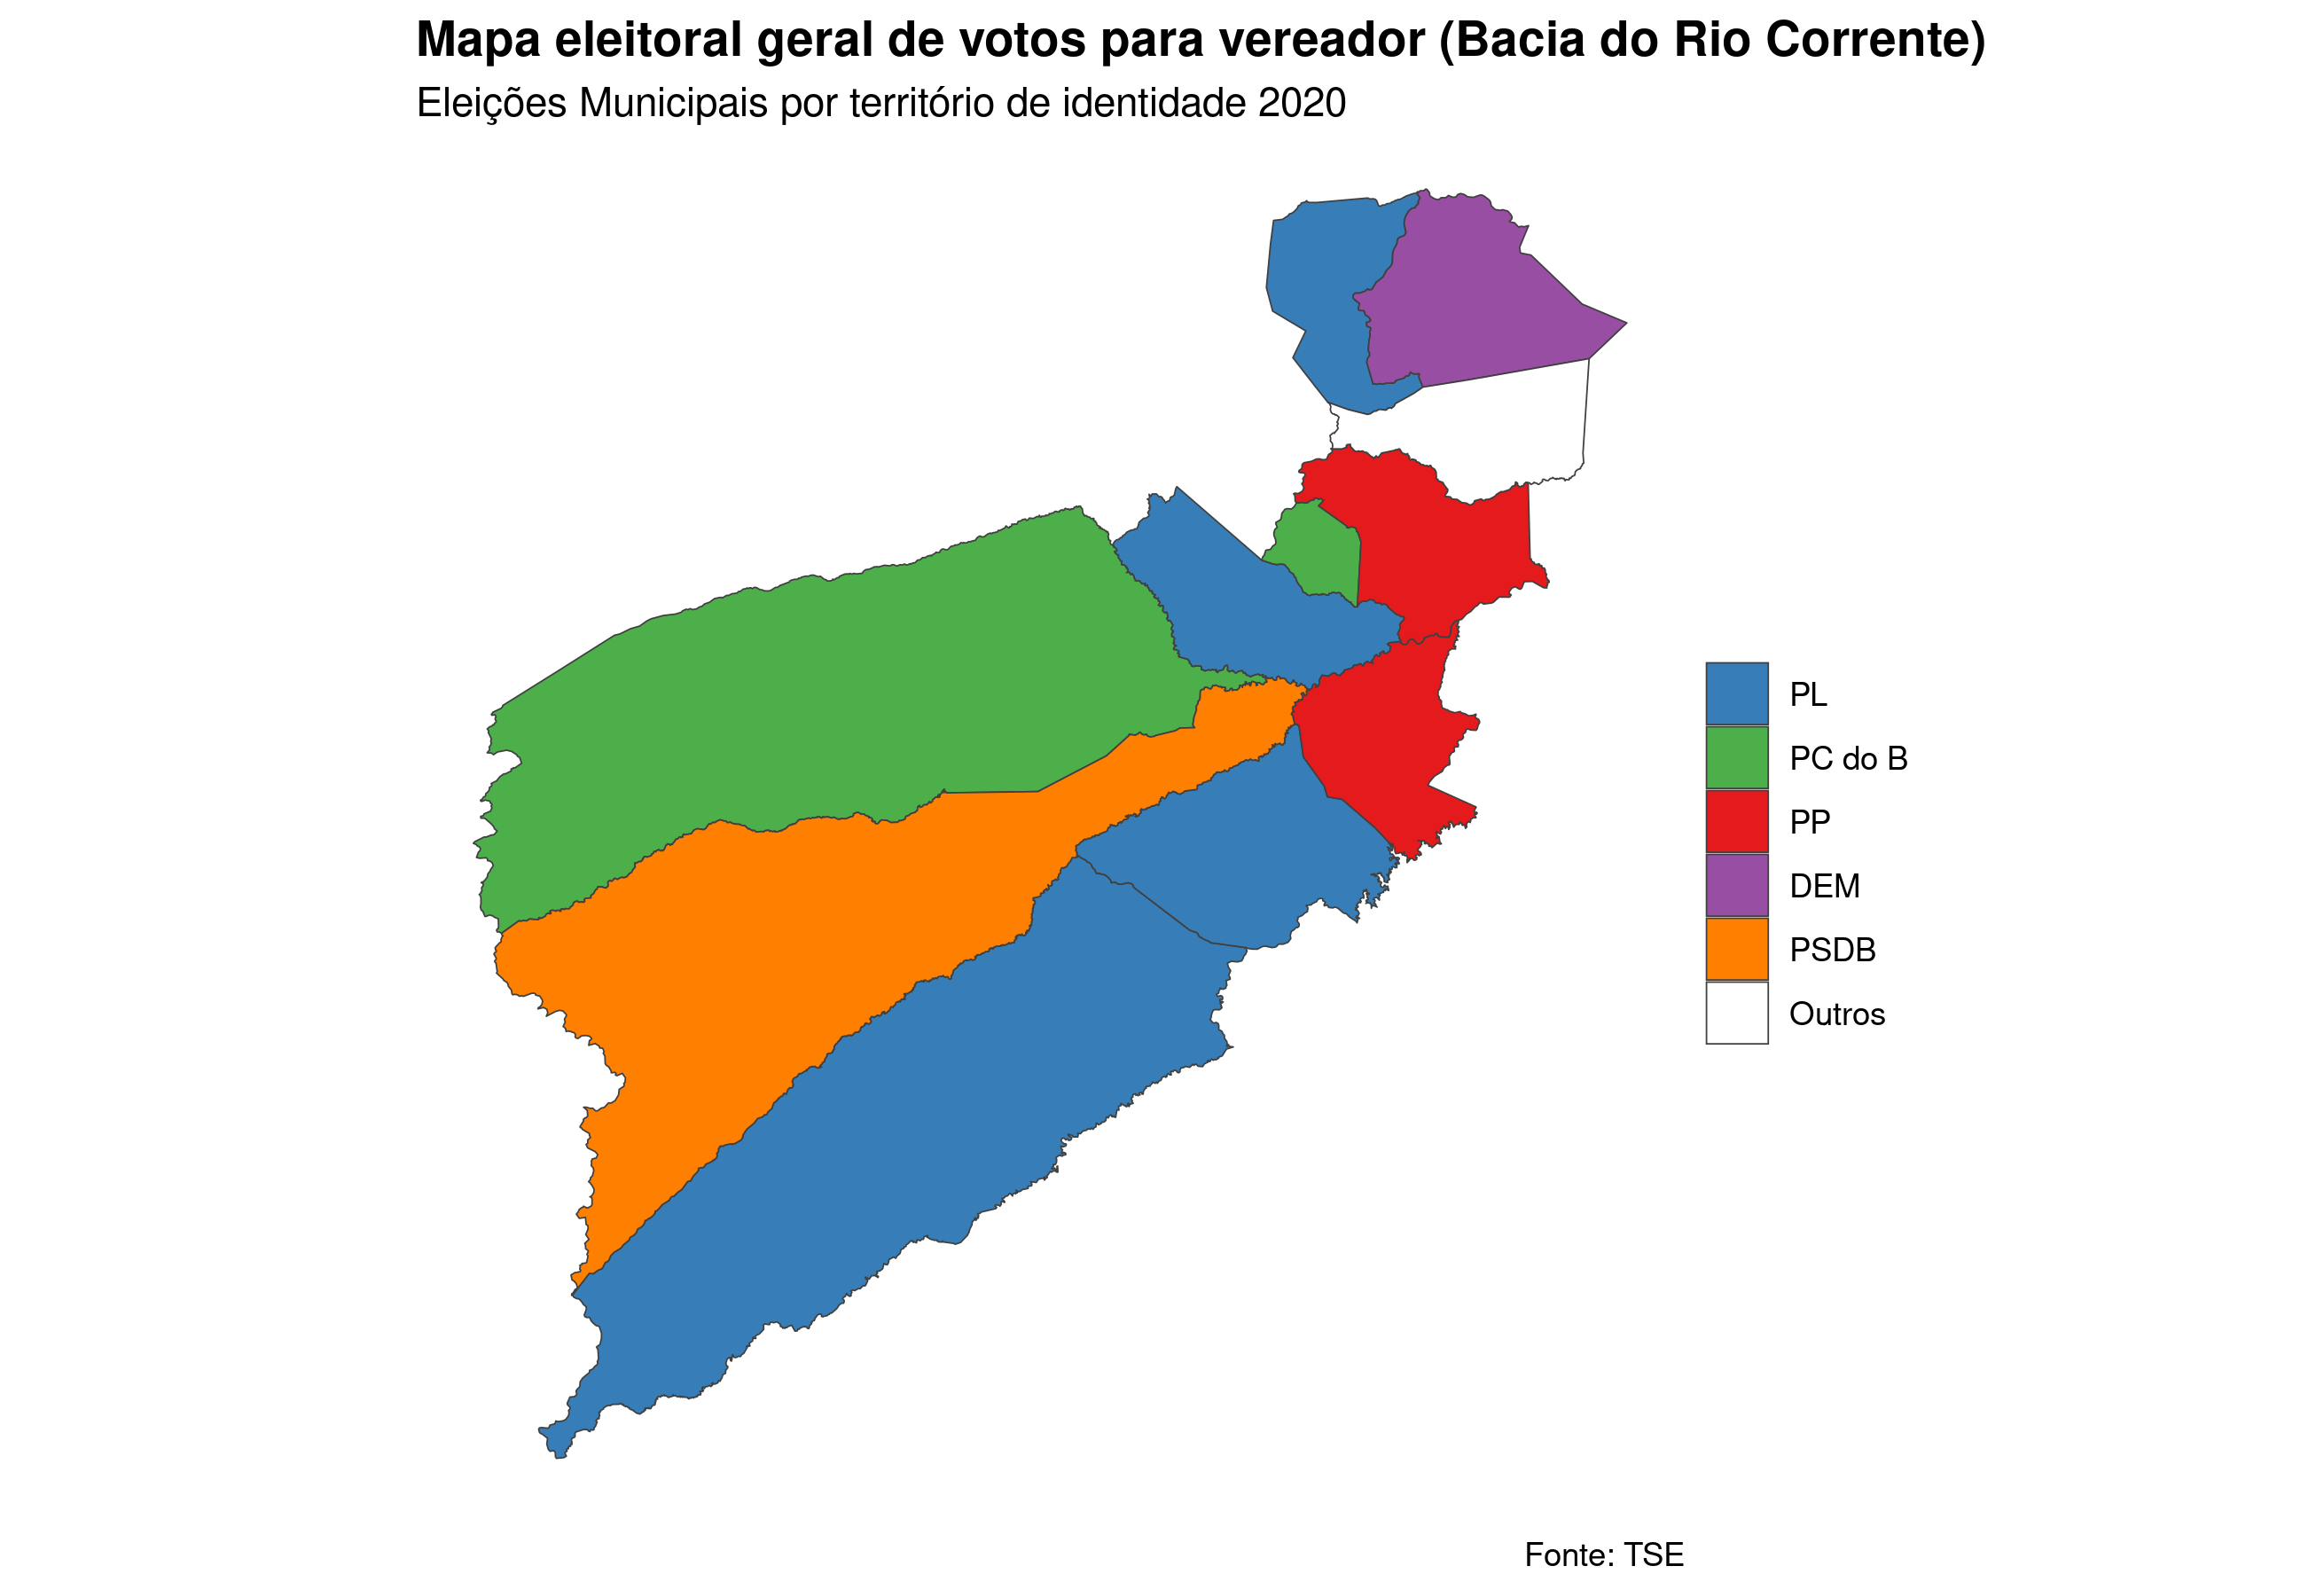 Mapa eleitoral geral de votos para vereador (Bacia do Rio Corrente)
Eleições Municipais por território de identidade 2020
PL
PC do B
PP
DEM
PSDB
Outros
Fonte: TSE